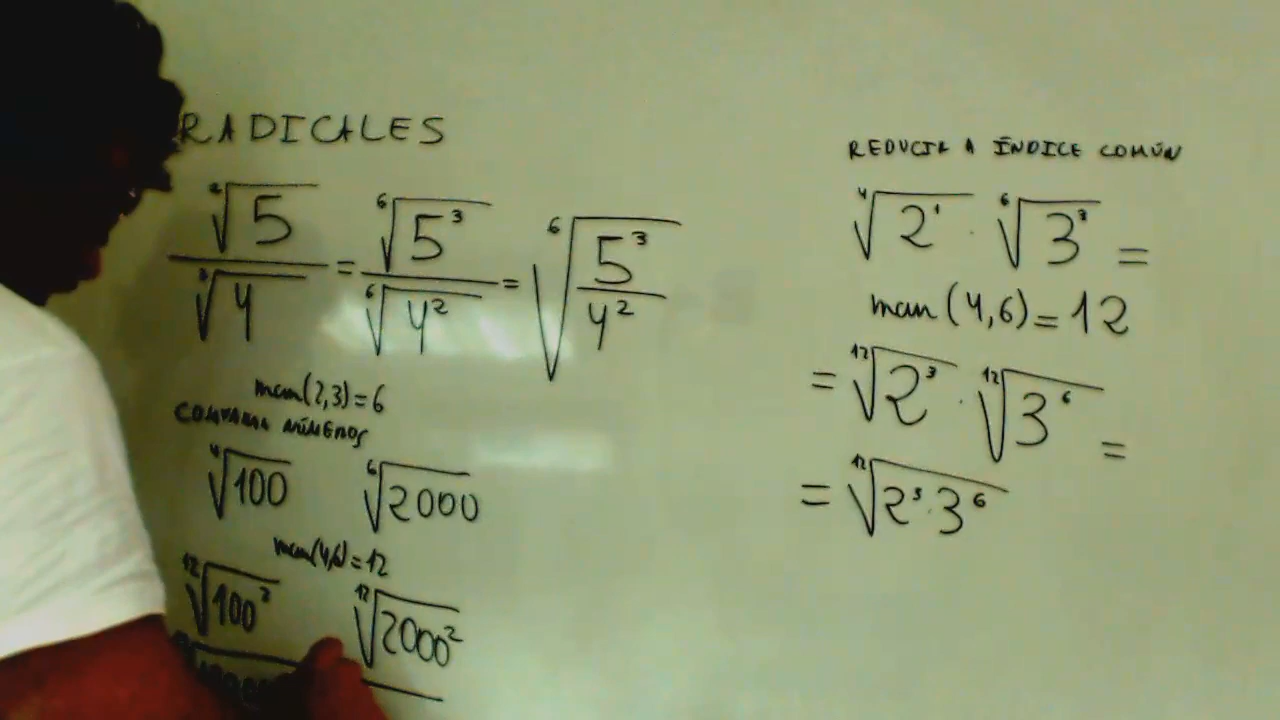 RADICALES
²√5 / ³√4 = ⁶√5³ / ⁶√4² = ⁶√(5³/4²)
mcm(2,3)=6
COMPARAR NÚMEROS
⁴√100 ⁶√2000
mcm(4,6)=12
¹²√100³ ¹²√2000²
REDUCIR A ÍNDICE COMÚN
⁴√2¹ · ⁶√3³ =
mcm(4,6)=12
= ¹²√2³ · ¹²√3⁶ =
= ¹²√2³·3⁶